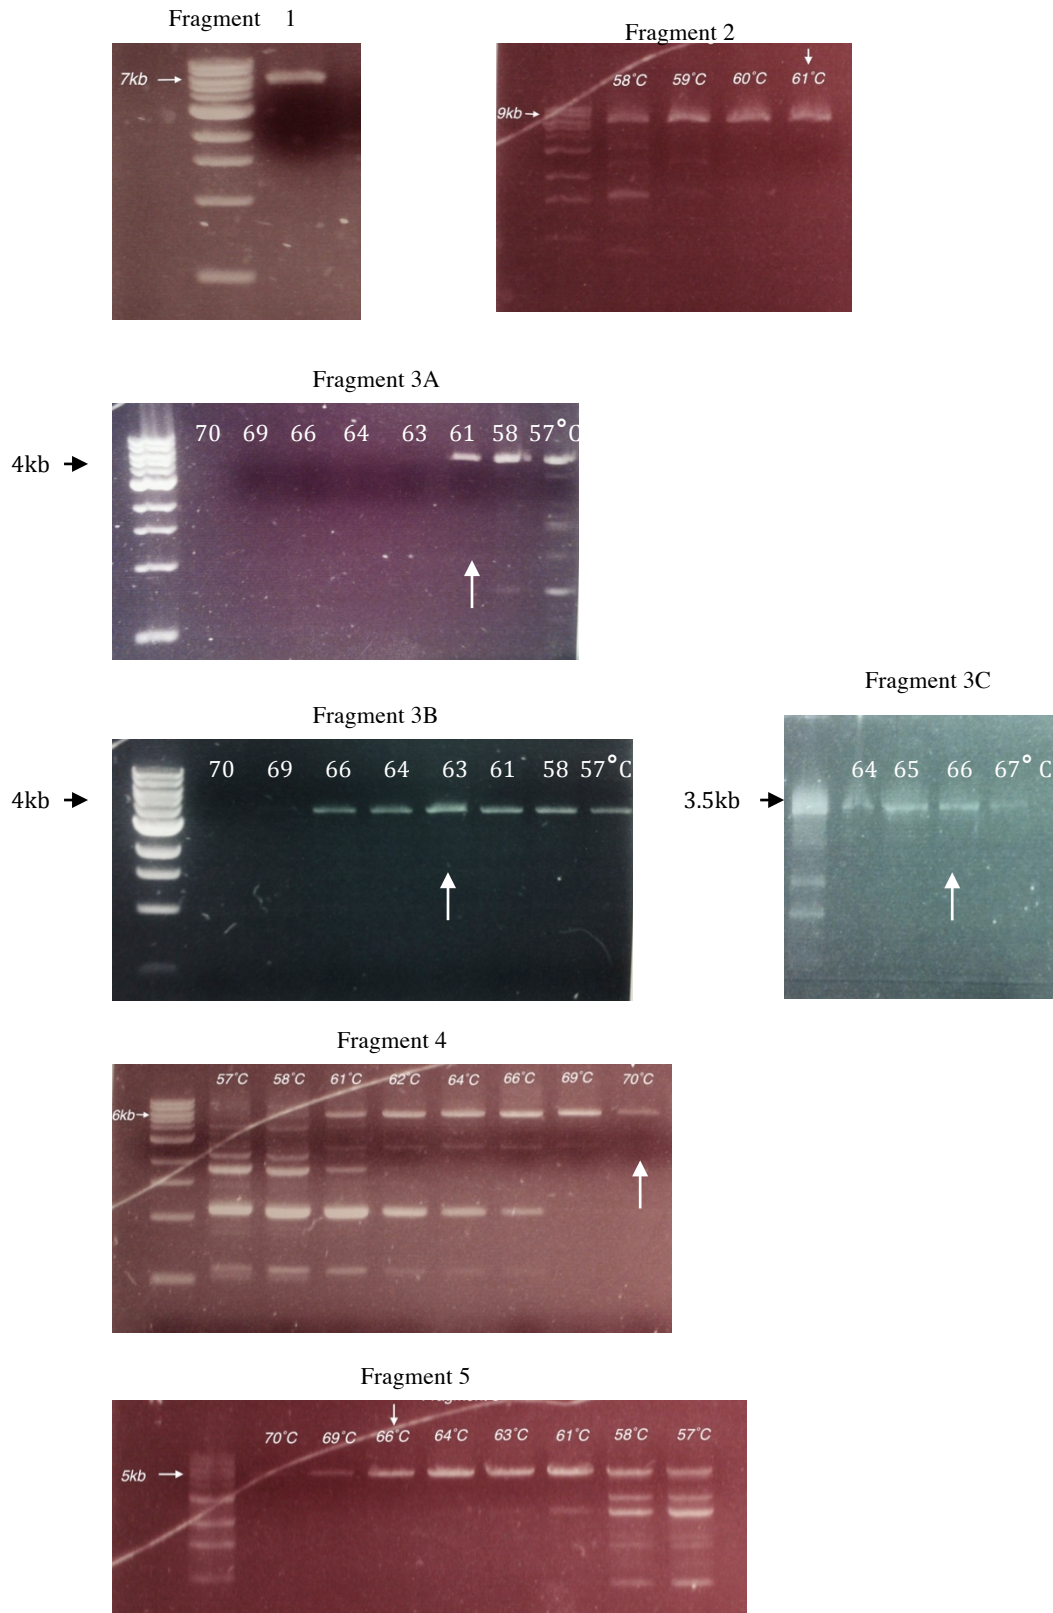 Fragment 1
7kb
Fragment 2
58°C 59°C 60°C 61°C
9kb
Fragment 3A
70 69 66 64 63 61 58 57°C
4kb
Fragment 3B
70 69 66 64 63 61 58 57°C
4kb
Fragment 3C
64 65 66 67°C
3.5kb
Fragment 4
57°C 58°C 61°C 62°C 64°C 66°C 69°C 70°C
6kb
Fragment 5
70°C 69°C 66°C 64°C 63°C 61°C 58°C 57°C
5kb